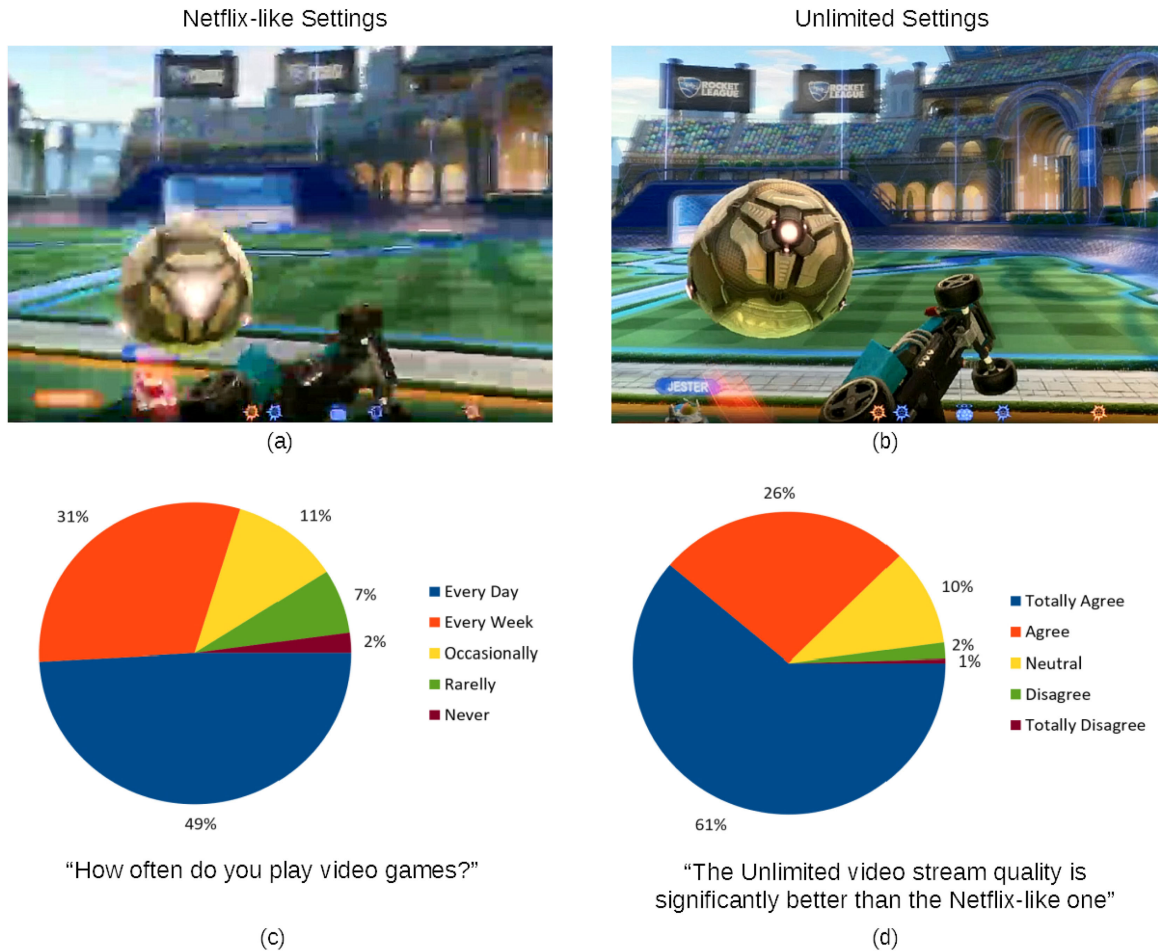 Netflix-like Settings
Unlimited Settings
ROCKET
LEAGUE
ROCKET
LEAGUE
JESTER
(a)
(b)
31%
11%
7%
2%
49%
Every Day
Every Week
Occasionally
Rarelly
Never
26%
10%
2%
1%
61%
Totally Agree
Agree
Neutral
Disagree
Totally Disagree
“How often do you play video games?”
“The Unlimited video stream quality is
significantly better than the Netflix-like one”
(c)
(d)